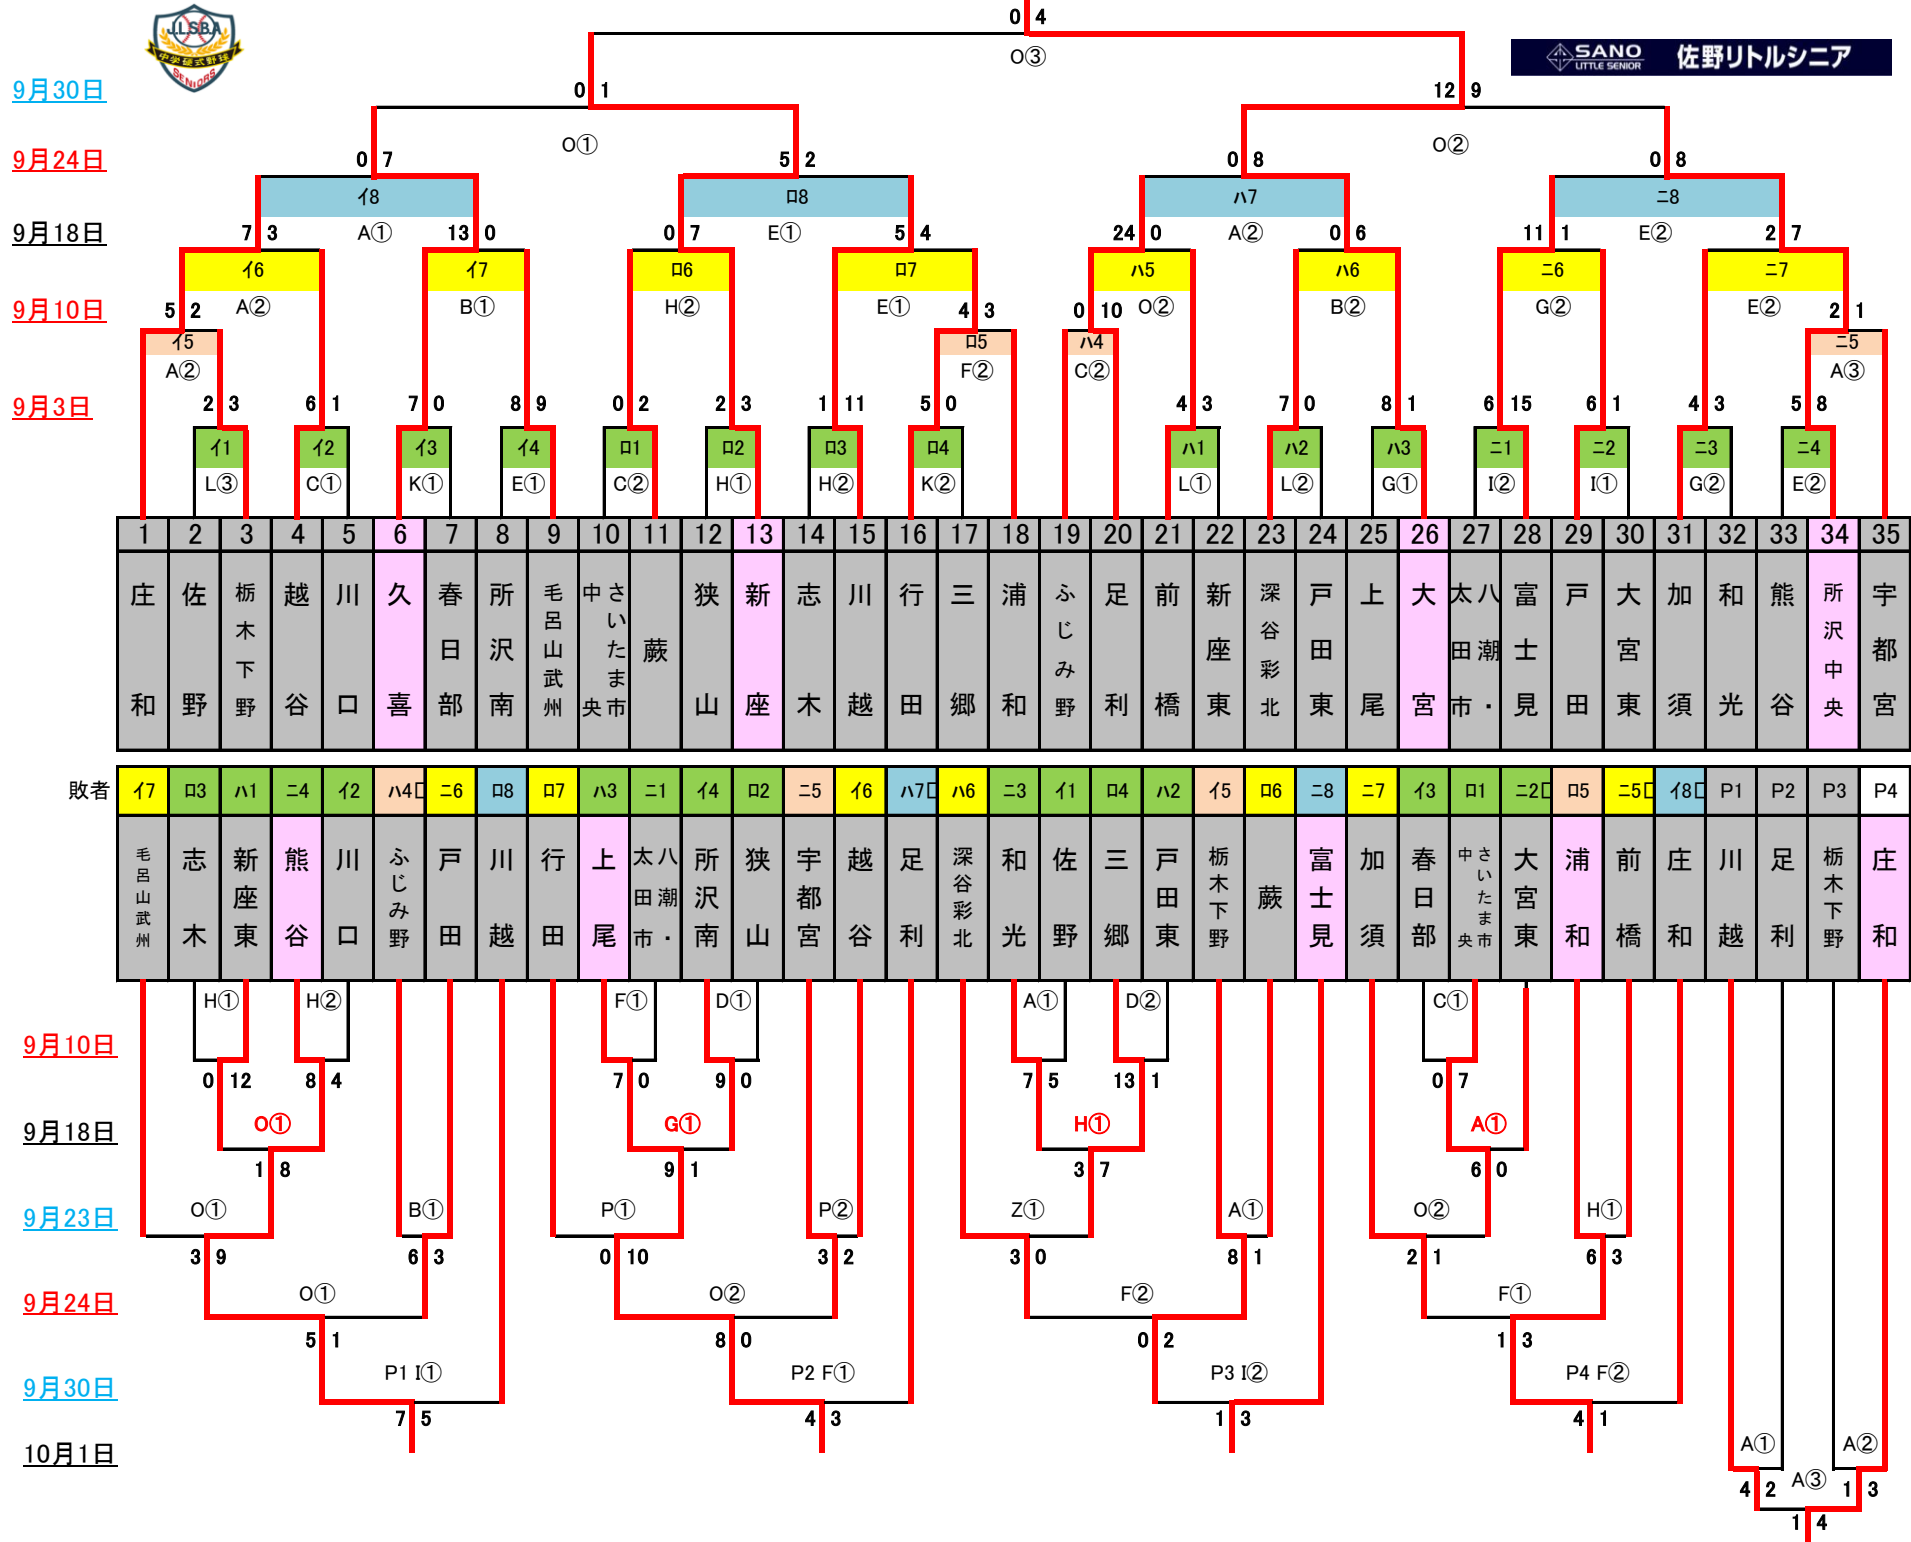 0 4
O③
J.L.S.B.A
中学硬式野球
SENIORS
SANO
LITTLE SENIOR
佐野リトルシニア
9月30日
0 1
12 9
O①
O②
9月24日
0 7
5 2
0 8
0 8
イ8
ロ8
ハ7
ニ8
9月18日
7 3
A①
13 0
0 7
E①
5 4
24 0
A②
0 6
11 1
E②
2 7
イ6
イ7
ロ6
ロ7
ハ5
ハ6
ニ6
ニ7
9月10日
5 2
A②
B①
H②
E①
4 3
0 10
O②
B②
G②
E②
2 1
イ5
ロ5
ハ4
ニ5
A②
F②
C②
A③
9月3日
2 3
6 1
7 0
8 9
0 2
2 3
1 11
5 0
4 3
7 0
8 1
6 15
6 1
4 3
5 8
イ1
イ2
イ3
イ4
ロ1
ロ2
ロ3
ロ4
ハ1
ハ2
ハ3
ニ1
ニ2
ニ3
ニ4
L③
C①
K①
E①
C②
H①
H②
K②
L①
L②
G①
I②
I①
G②
E②
1 2 3 4 5 6 7 8 9 10 11 12 13 14 15 16 17 18 19 20 21 22 23 24 25 26 27 28 29 30 31 32 33 34 35
庄和
佐野
栃木下野
越谷
川口
久喜
春日部
所沢南
毛呂山武州
さいたま市
中央
蕨
狭山
新座
志木
川越
行田
三郷
浦和
ふじみ野
足利
前橋
新座東
深谷彩北
戸田東
上尾
大宮
八潮・
太田市
富士見
戸田
大宮東
加須
和光
熊谷
所沢中央
宇都宮
敗者
イ7
ロ3
ハ1
ニ4
イ2
ハ4ロ
ニ6
ロ8
ロ7
ハ3
ニ1
イ4
ロ2
ニ5
イ6
ハ7
ハ6
ニ3
イ1
ロ4
ハ2
イ5
ロ6
ニ8
ニ7
イ3
ロ1
ニ2
ロ5
ニ5
イ8
P1
P2
P3
P4
毛呂山武州
志木
新座東
熊谷
川口
ふじみ野
戸田
川越
行田
上尾
八潮・
太田市
所沢南
狭山
宇都宮
越谷
足利
深谷彩北
和光
佐野
三郷
戸田東
栃木下野
蕨
富士見
加須
春日部
さいたま市
中央
大宮東
浦和
前橋
庄和
川越
足利
栃木下野
庄和
H①
H②
F①
D①
A①
D②
C①
9月10日
0 12
8 4
7 0
9 0
7 5
13 1
0 7
9月18日
O①
G①
H①
A①
1 8
9 1
3 7
6 0
9月23日
O①
B①
P①
P②
Z①
A①
O②
H①
3 9
6 3
0 10
3 2
3 0
8 1
2 1
6 3
9月24日
O①
O②
F②
F①
5 1
8 0
0 2
1 3
9月30日
P1 I①
P2 F①
P3 I②
P4 F②
7 5
4 3
1 3
4 1
10月1日
A①
A②
4 2
A③
1 3
1 4